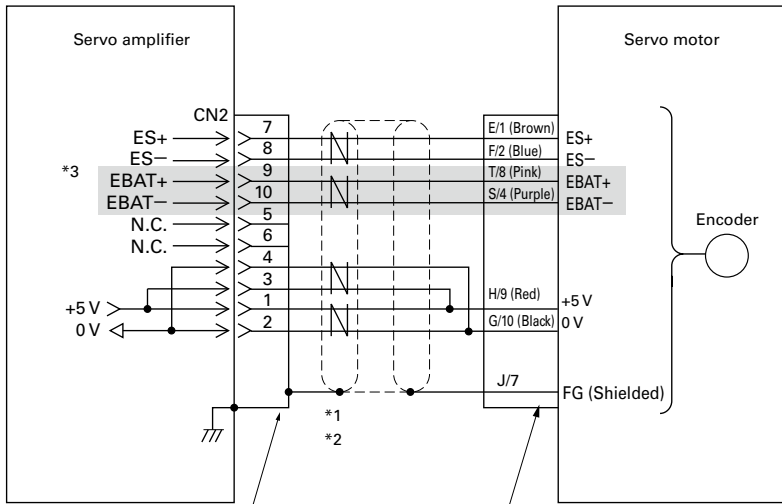 Servo amplifier
Servo motor
CN2
ES+ 7 E/1 (Brown) ES+
ES− 8 F/2 (Blue) ES−
*3
EBAT+ 9 T/8 (Pink) EBAT+
EBAT− 10 S/4 (Purple) EBAT−
N.C. 5
N.C. 6
4
3
+5 V 1 H/9 (Red) +5 V
0 V 2 G/10 (Black) 0 V
Encoder
J/7 FG (Shielded)
*1
*2